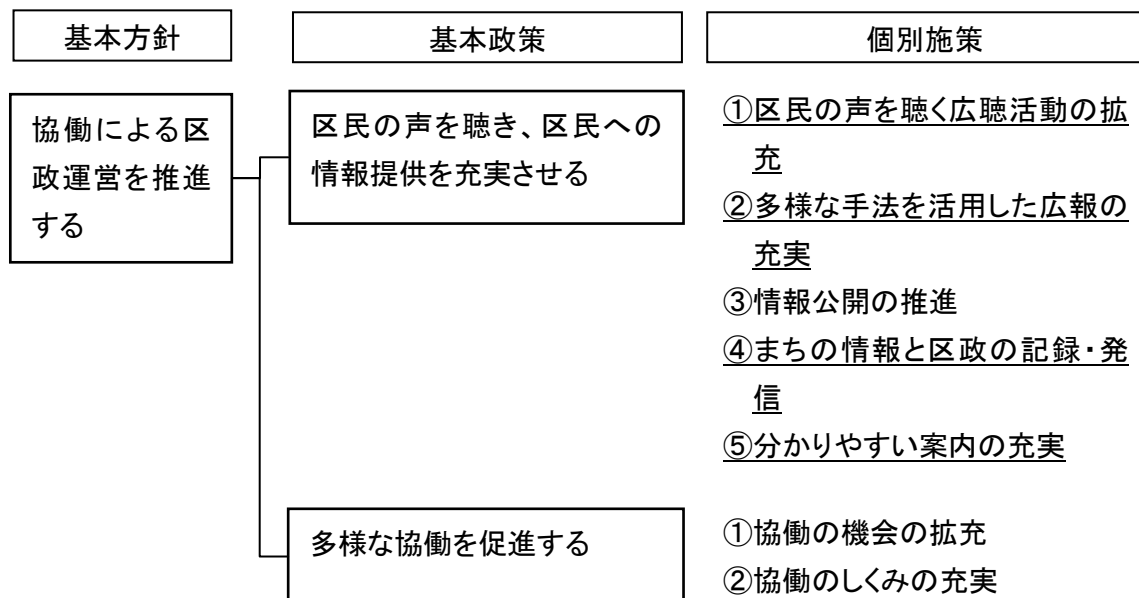 基本方針
基本政策
個別施策
協働による区
政運営を推進
する
区民の声を聴き、区民への
情報提供を充実させる
①区民の声を聴く広聴活動の拡
充
②多様な手法を活用した広報の
充実
③情報公開の推進
④まちの情報と区政の記録・発
信
⑤分かりやすい案内の充実
多様な協働を促進する
①協働の機会の拡充
②協働のしくみの充実